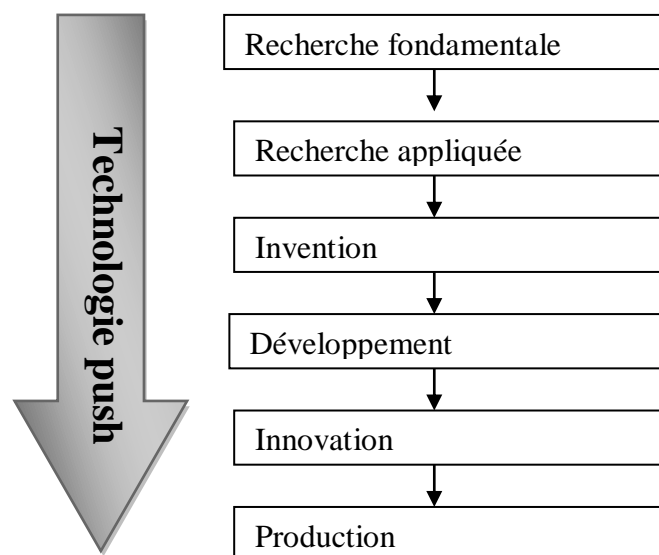 Technologie push
Recherche fondamentale
Recherche appliquée
Invention
Développement
Innovation
Production